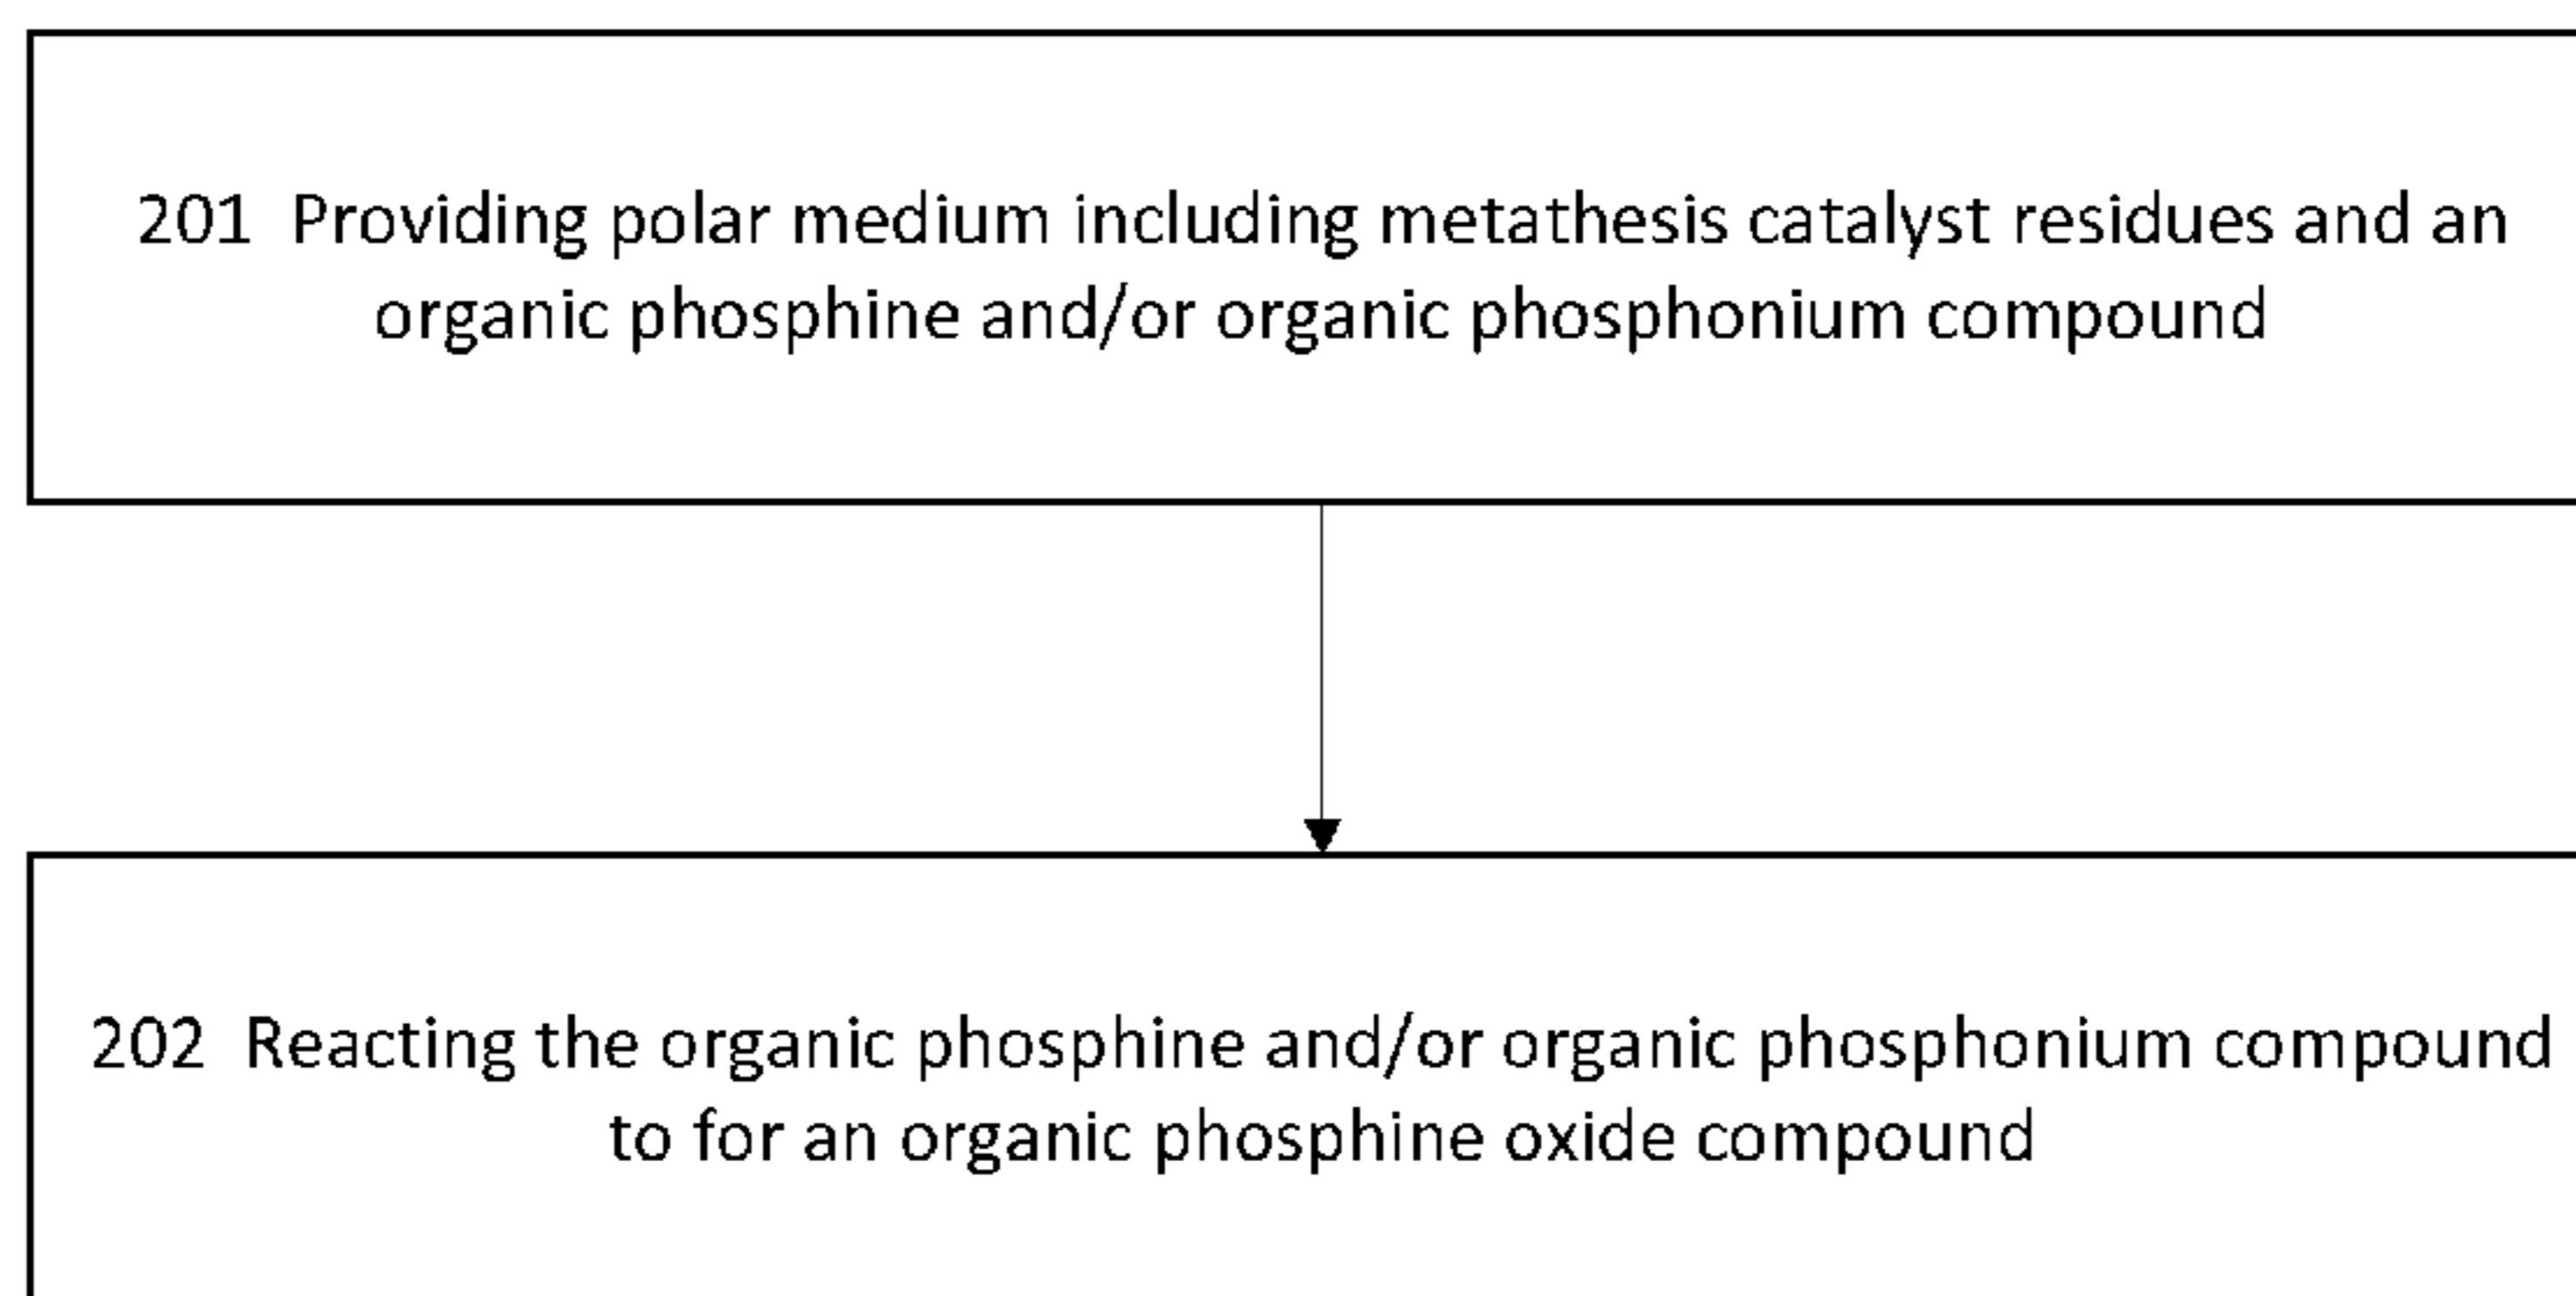 201 Providing polar medium including metathesis catalyst residues and an
organic phosphine and/or organic phosphonium compound
202 Reacting the organic phosphine and/or organic phosphonium compound
to for an organic phosphine oxide compound